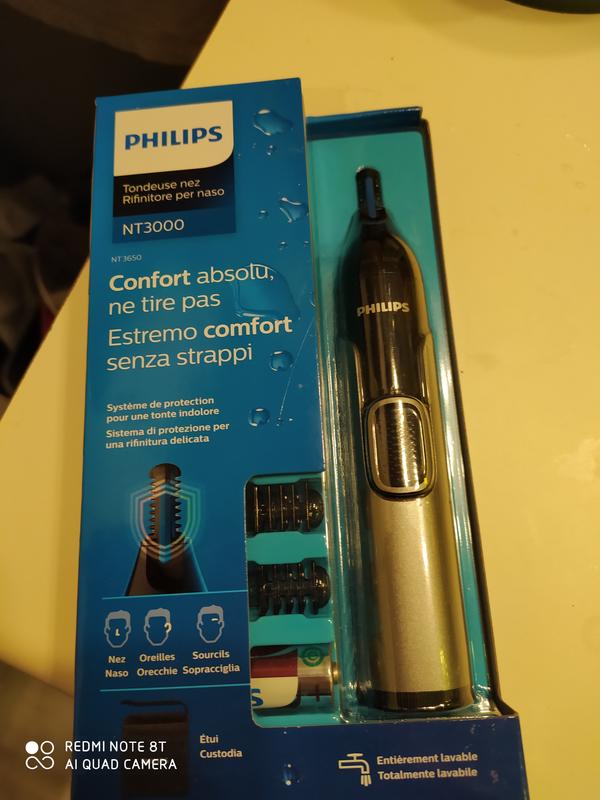 PHILIPS
Tondeuse nez
Rifinitore per naso
NT3000
NT3650
Confort absolu,
ne tire pas
Estremo comfort
senza strappi
Système de protection
pour une tonte indolore
Sistema di protezione per
una rifinitura delicata
Nez
Naso
Oreilles
Orecchie
Sourcils
Sopracciglia
Étui
Custodia
Entièrement lavable
Totalmente lavabile
PHILIPS
REDMI NOTE 8T
AI QUAD CAMERA